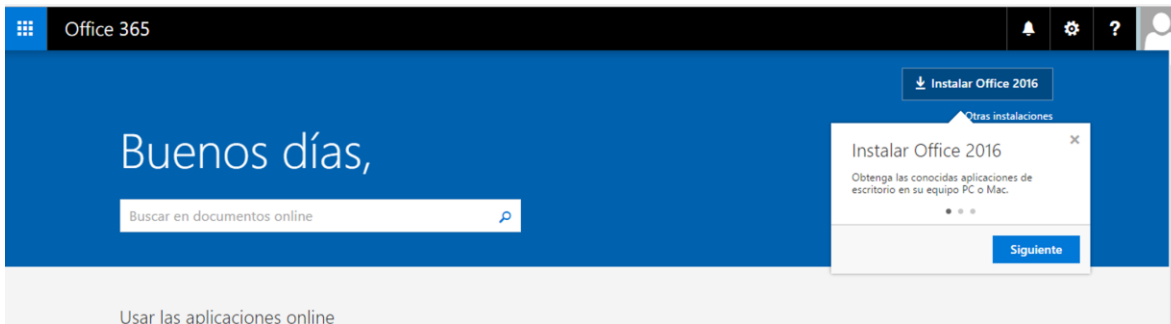 Office 365
?
Instalar Office 2016
Otras instalaciones
Buenos días,
Buscar en documentos online
Instalar Office 2016
Obtenga las conocidas aplicaciones de
escritorio en su equipo PC o Mac.
Siguiente
Usar las aplicaciones online